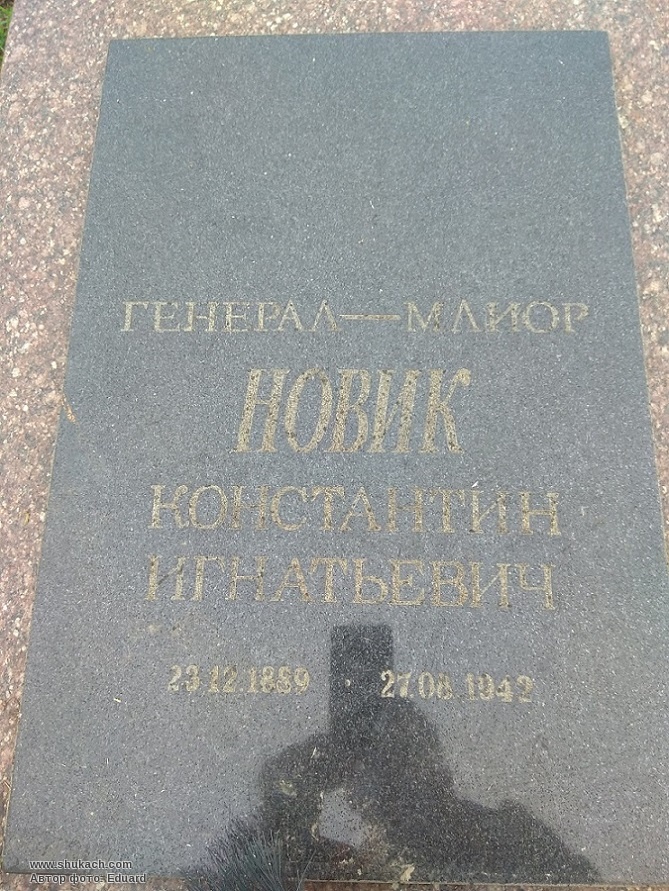 ГЕНЕРАЛ—МАИОР
НОВИК
КОНСТАНТИН
ИГНАТЬЕВИЧ
23.12.1889 · 27.08.1942
www.shukach.com
Автор фото: Eduard